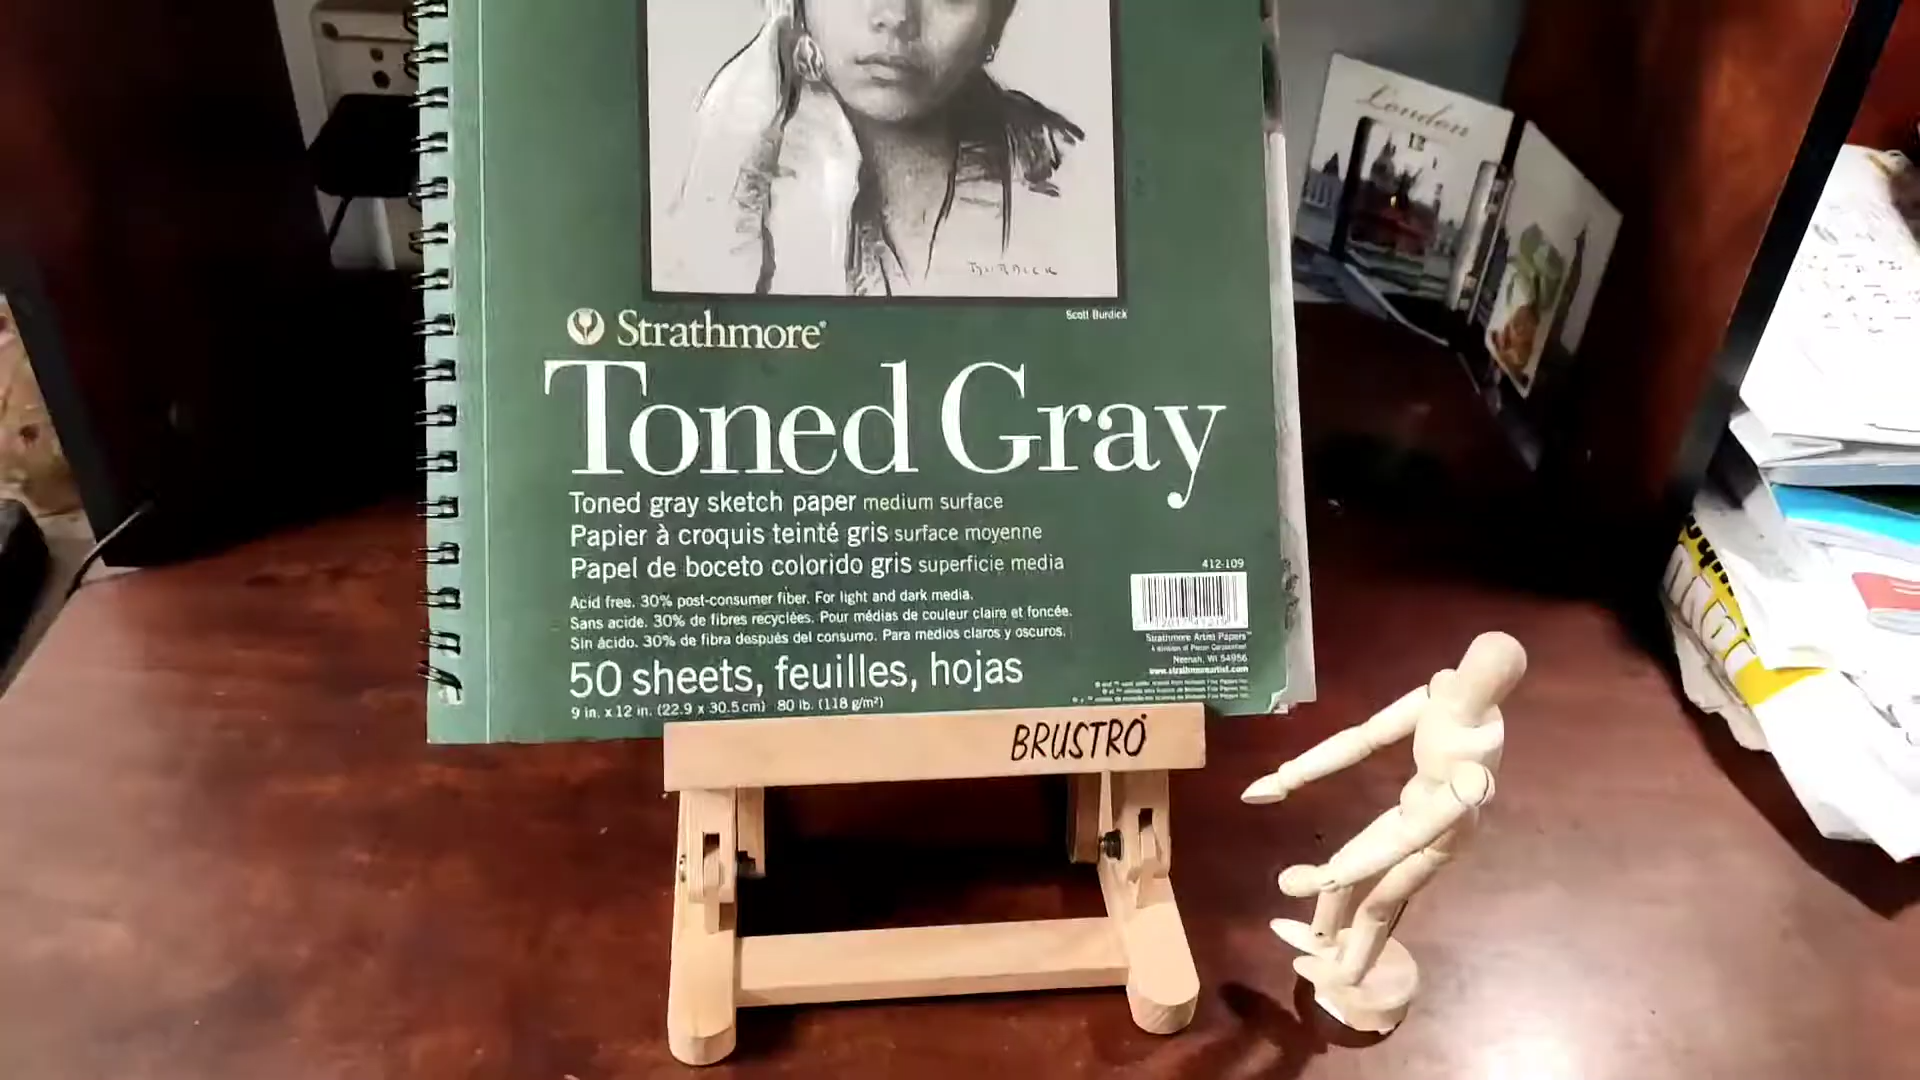 London
BURDICK
Scott Burdick
Strathmore®
Toned Gray
Toned gray sketch paper medium surface
Papier à croquis teinté gris surface moyenne
Papel de boceto colorido gris superficie media
412-109
Acid free. 30% post-consumer fiber. For light and dark media.
Sans acide. 30% de fibres recyclées. Pour médias de couleur claire et foncée.
Sin ácido. 30% de fibra después del consumo. Para medios claros y oscuros.
Strathmore Artist Papers™
Neenah, WI 54956
www.strathmoreartist.com
50 sheets, feuilles, hojas
9 in. x 12 in. (22.9 x 30.5 cm) 80 lb. (118 g/m²)
BRUSTRO